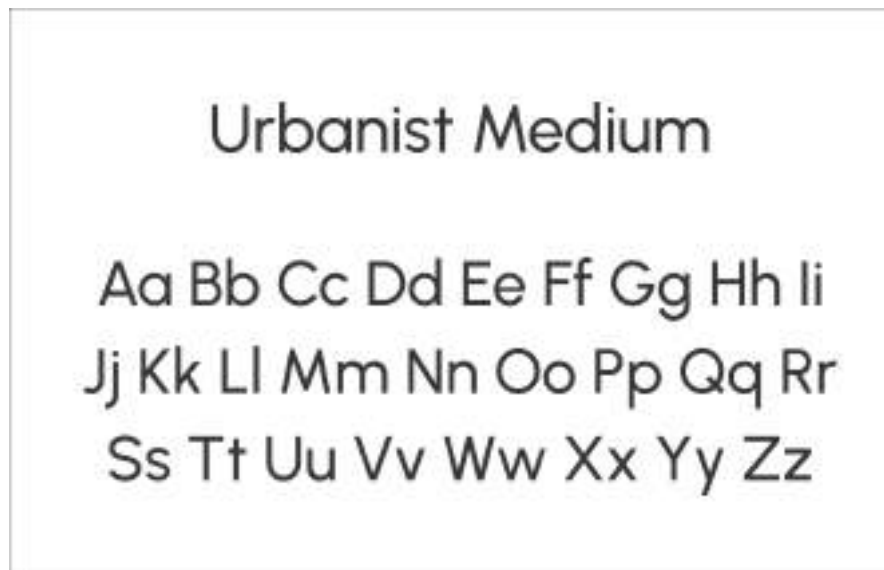 Urbanist Medium
Aa Bb Cc Dd Ee Ff Gg Hh Ii
Jj Kk Ll Mm Nn Oo Pp Qq Rr
Ss Tt Uu Vv Ww Xx Yy Zz